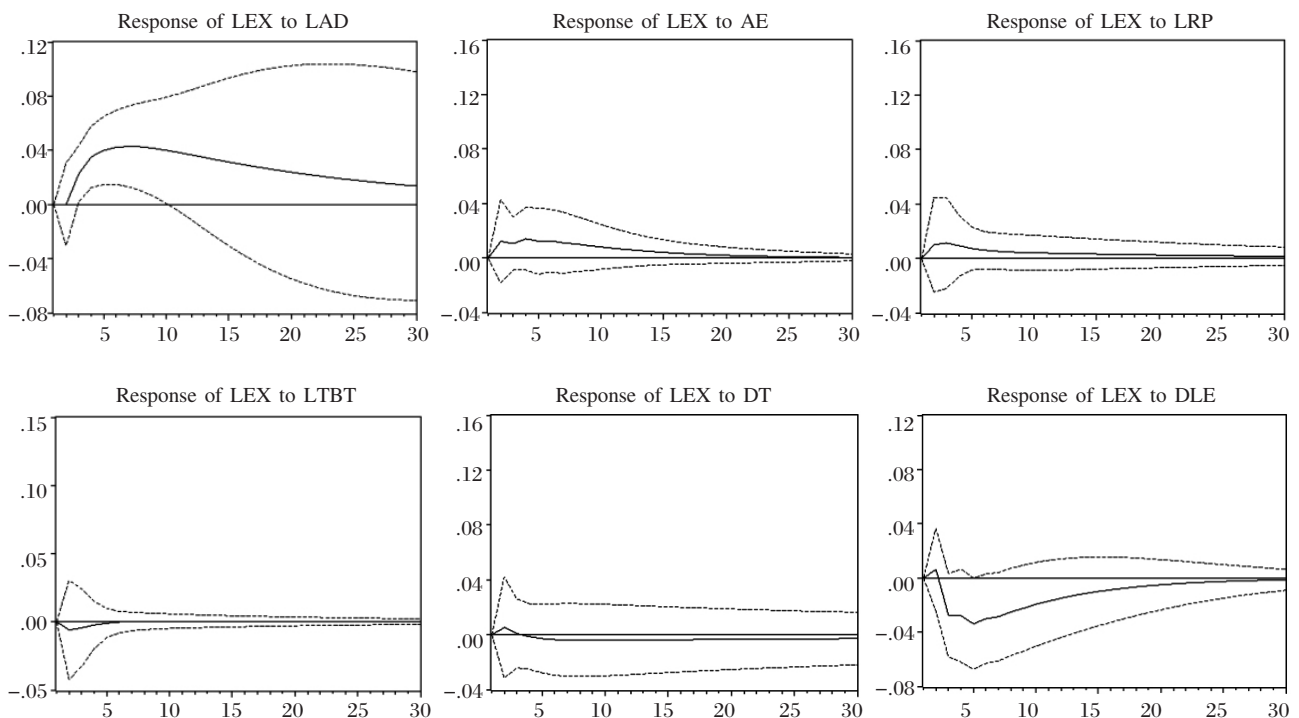 Response of LEX to LAD
.12
.08
.04
.00
−.04
−.08
5 10 15 20 25 30
Response of LEX to AE
.16
.12
.08
.04
.00
−.04
5 10 15 20 25 30
Response of LEX to LRP
.16
.12
.08
.04
.00
−.04
5 10 15 20 25 30
Response of LEX to LTBT
.15
.10
.05
.00
−.05
5 10 15 20 25 30
Response of LEX to DT
.16
.12
.08
.04
.00
−.04
5 10 15 20 25 30
Response of LEX to DLE
.12
.08
.04
.00
−.04
−.08
5 10 15 20 25 30